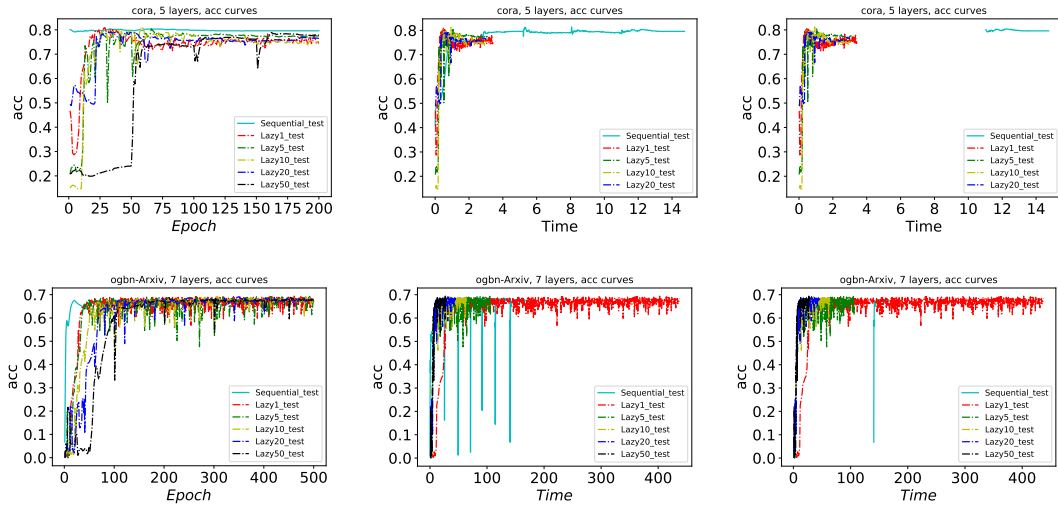 cora, 5 layers, acc curves
acc
0.8
0.7
0.6
0.5
0.4
0.3
0.2
Sequential_test
Lazy1_test
Lazy5_test
Lazy10_test
Lazy20_test
Lazy50_test
0 25 50 75 100 125 150 175 200
Epoch
cora, 5 layers, acc curves
acc
0.8
0.7
0.6
0.5
0.4
0.3
0.2
Sequential_test
Lazy1_test
Lazy5_test
Lazy10_test
Lazy20_test
0 2 4 6 8 10 12 14
Time
cora, 5 layers, acc curves
acc
0.8
0.7
0.6
0.5
0.4
0.3
0.2
Sequential_test
Lazy1_test
Lazy5_test
Lazy10_test
Lazy20_test
0 2 4 6 8 10 12 14
Time
ogbn-Arxiv, 7 layers, acc curves
acc
0.7
0.6
0.5
0.4
0.3
0.2
0.1
0.0
Sequential_test
Lazy1_test
Lazy5_test
Lazy10_test
Lazy20_test
Lazy50_test
0 100 200 300 400 500
Epoch
ogbn-Arxiv, 7 layers, acc curves
acc
0.7
0.6
0.5
0.4
0.3
0.2
0.1
0.0
Sequential_test
Lazy1_test
Lazy5_test
Lazy10_test
Lazy20_test
Lazy50_test
0 100 200 300 400
Time
ogbn-Arxiv, 7 layers, acc curves
acc
0.7
0.6
0.5
0.4
0.3
0.2
0.1
0.0
Sequential_test
Lazy1_test
Lazy5_test
Lazy10_test
Lazy20_test
Lazy50_test
0 100 200 300 400
Time